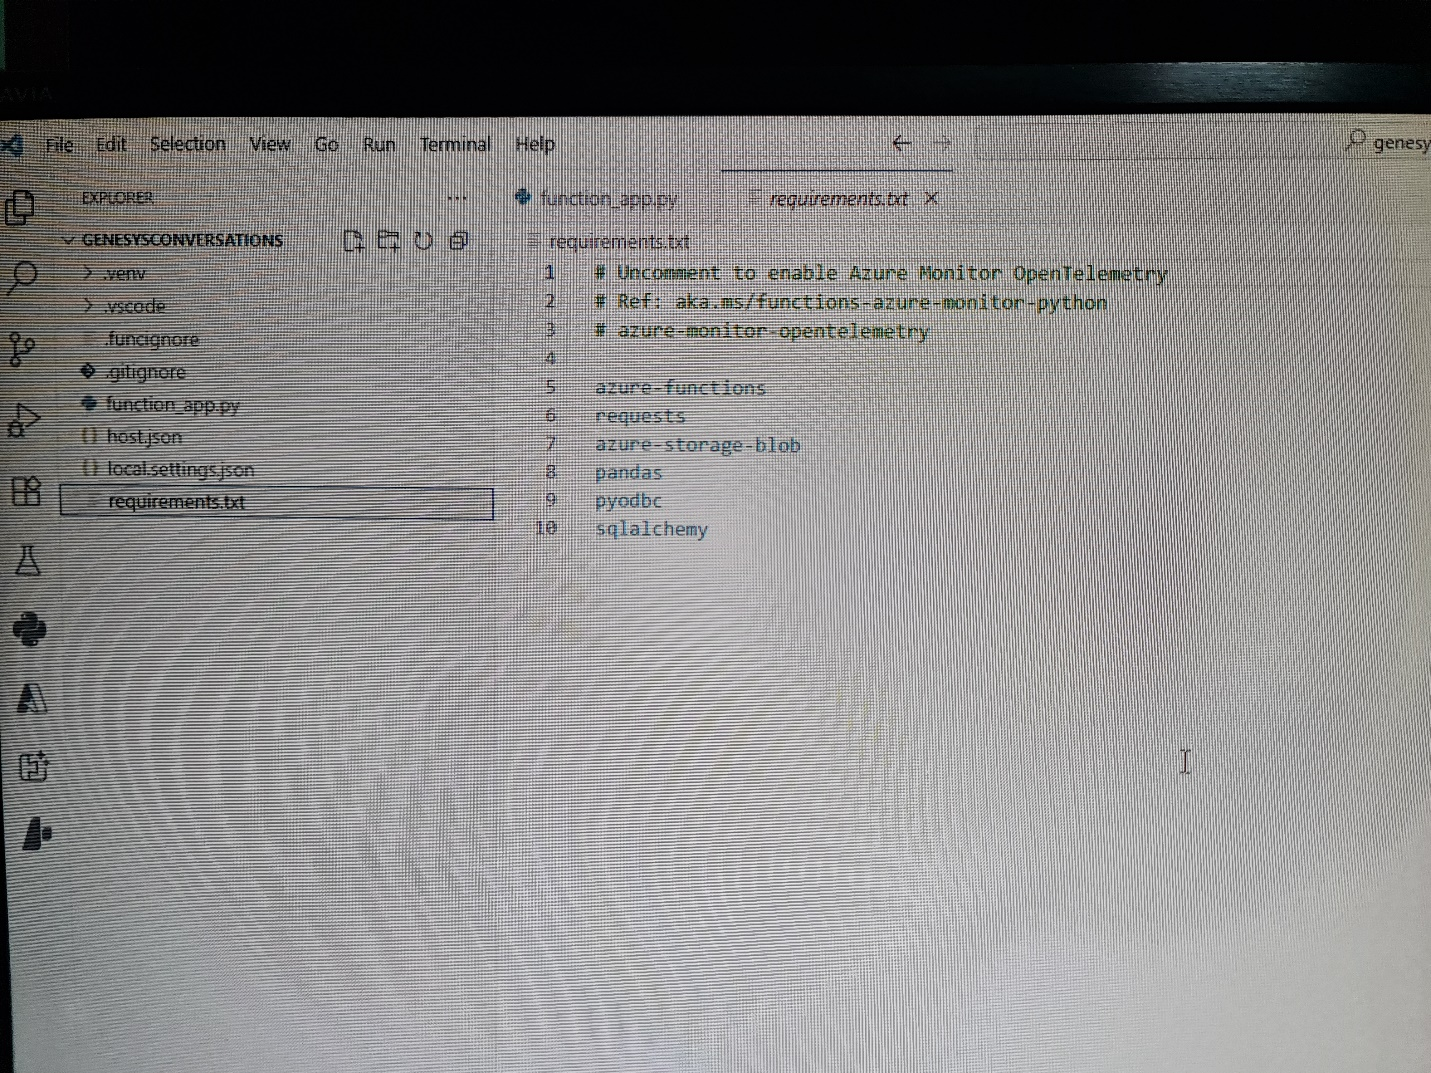 AVIA
File Edit Selection View Go Run Terminal Help
genesy
EXPLORER
function_app.py
requirements.txt
GENESYSCONVERSATIONS
.venv
.vscode
.funcignore
.gitignore
function_app.py
host.json
local.settings.json
requirements.txt
requirements.txt
1 # Uncomment to enable Azure Monitor OpenTelemetry
2 # Ref: aka.ms/functions-azure-monitor-python
3 # azure-monitor-opentelemetry
4
5 azure-functions
6 requests
7 azure-storage-blob
8 pandas
9 pyodbc
10 sqlalchemy